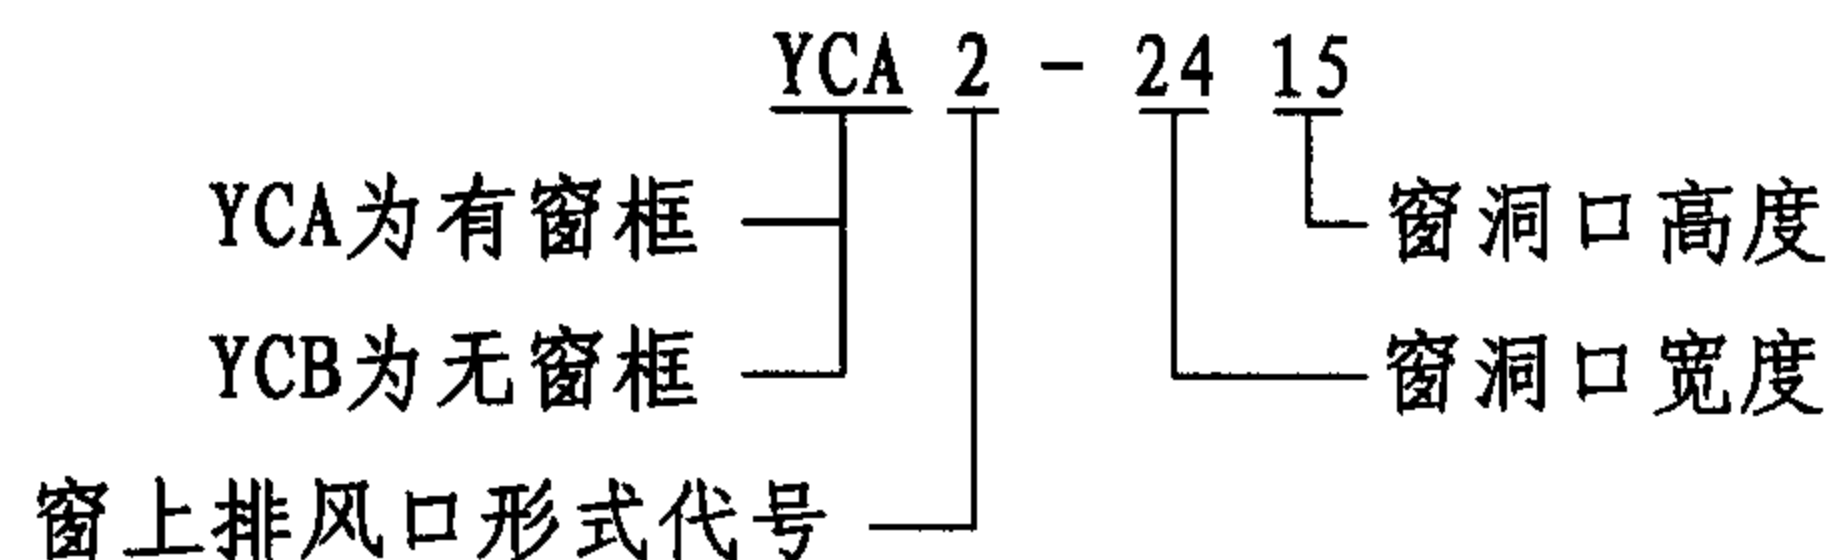 YCA 2 - 24 15
YCA为有窗框
窗洞口高度
YCB为无窗框
窗洞口宽度
窗上排风口形式代号